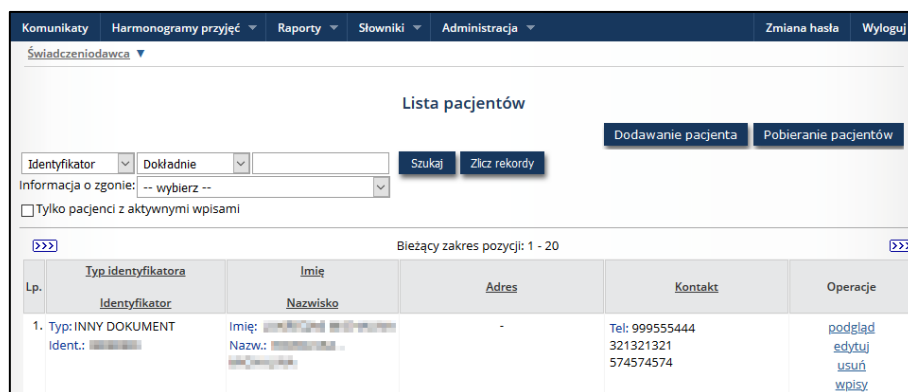 Komunikaty Harmonogramy przyjęć Raporty Słowniki Administracja Zmiana hasła Wyloguj
Świadczeniodawca
Lista pacjentów
Dodawanie pacjenta Pobieranie pacjentów
Identyfikator Dokładnie Szukaj Zlicz rekordy
Informacja o zgonie: -- wybierz --
Tylko pacjenci z aktywnymi wpisami
>>> Bieżący zakres pozycji: 1 - 20 >>>
Lp. Typ identyfikatora Identyfikator Imię Nazwisko Adres Kontakt Operacje
1. Typ: INNY DOKUMENT Imię: - Tel: 999555444 podgląd
Ident.: Nazw.: 321321321 edytuj
574574574 usuń
wpisy